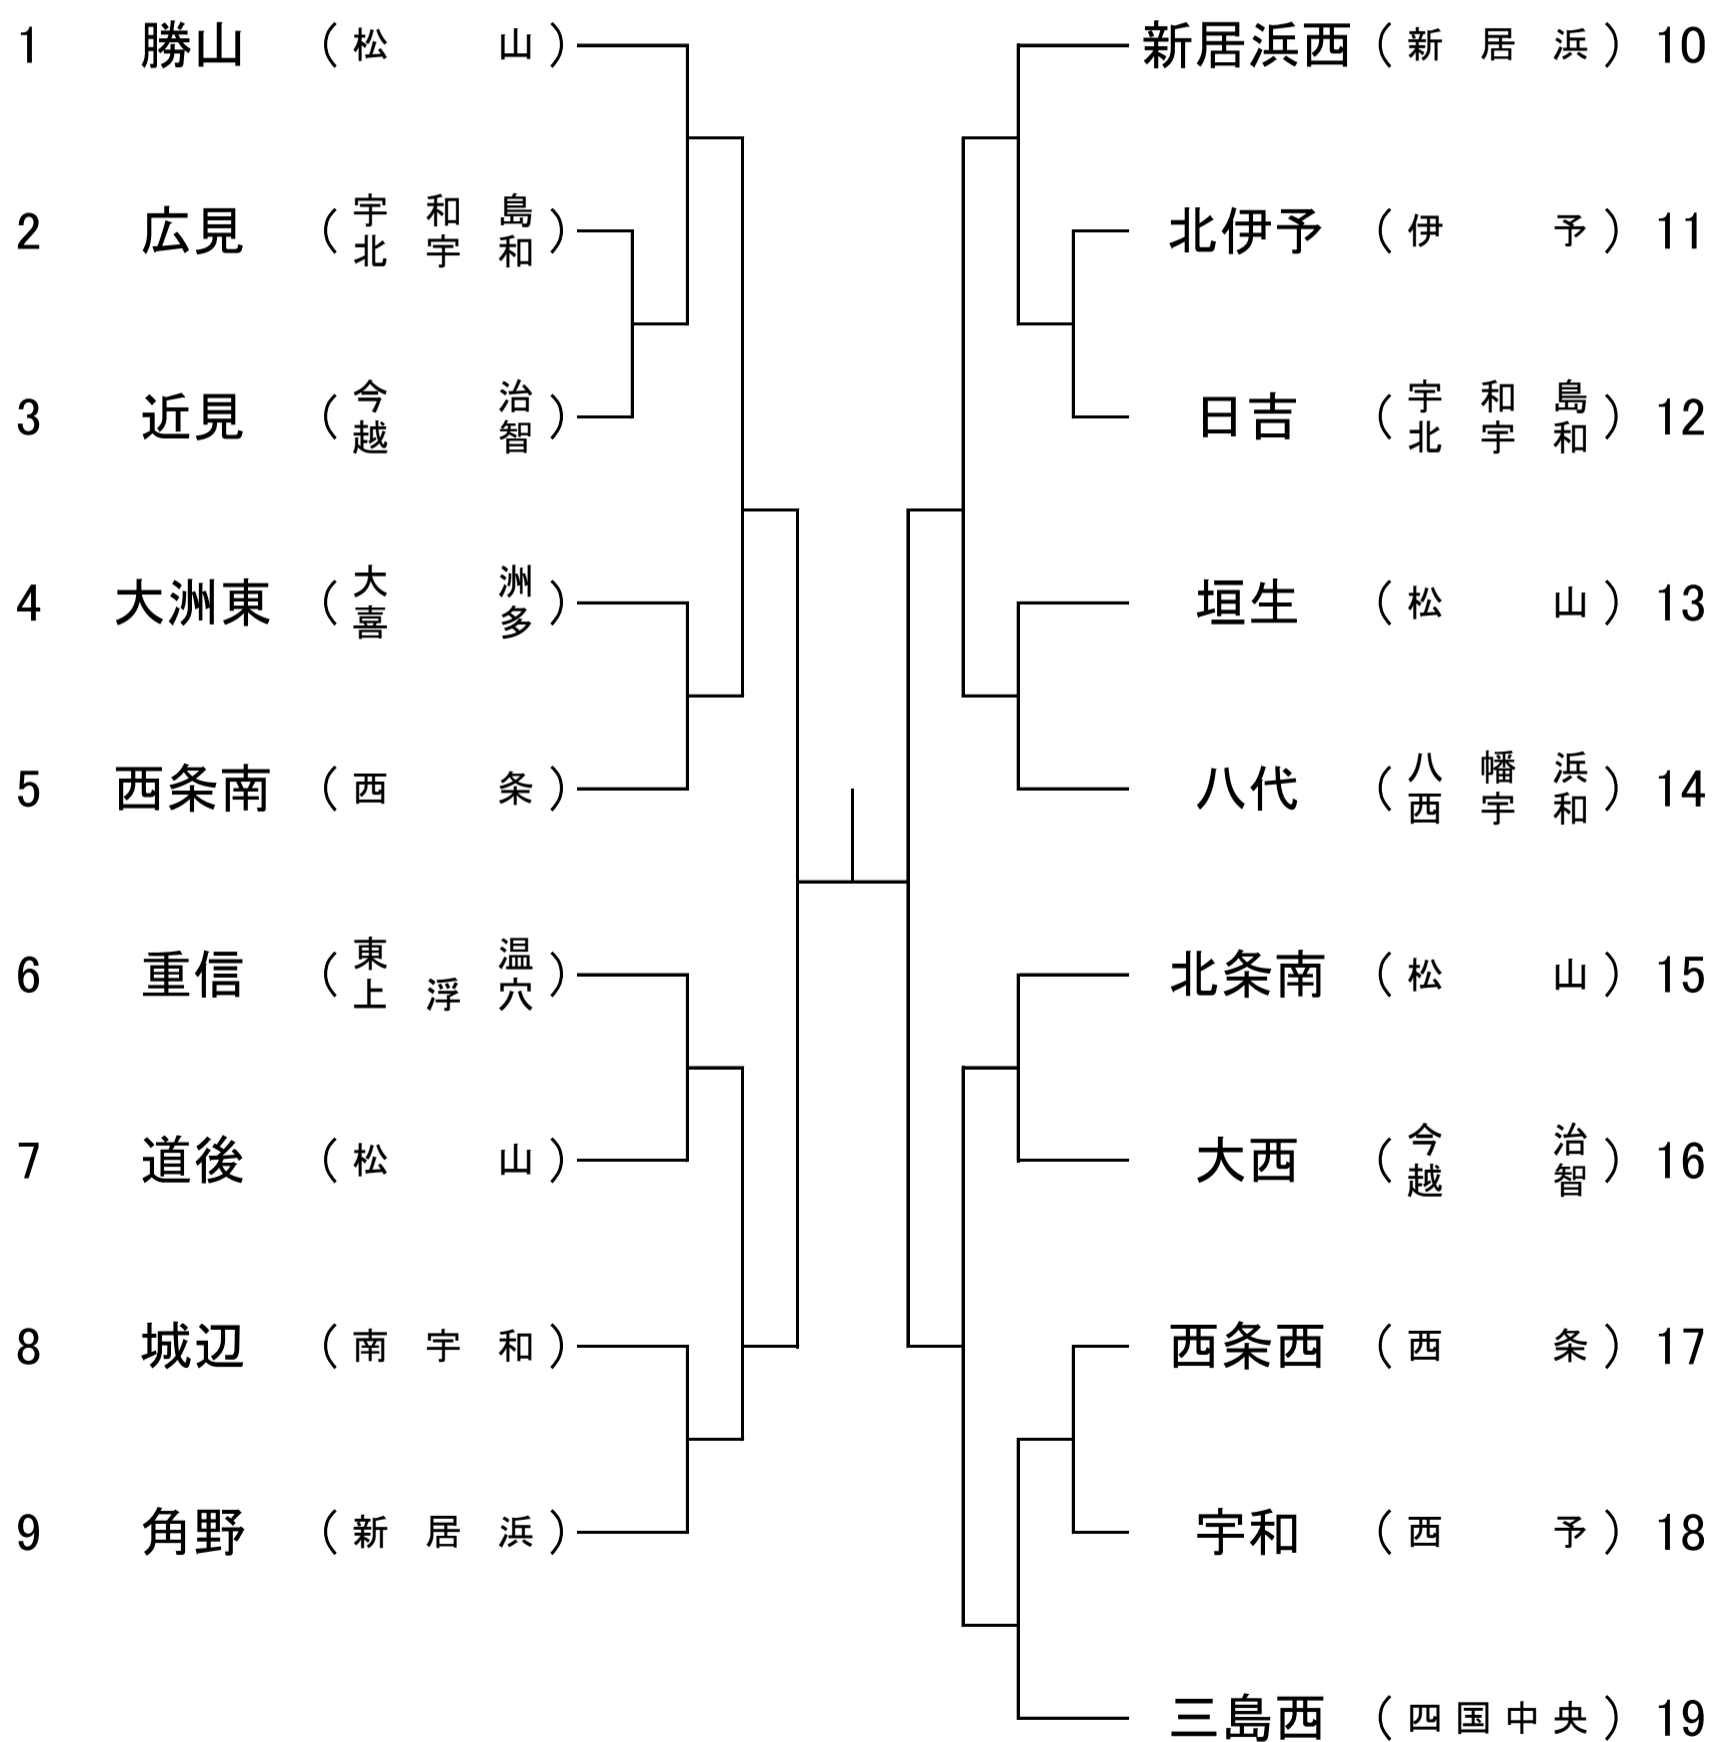 1 勝山 (松山)
2 広見 (宇和島 北宇和)
3 近見 (今治 越智)
4 大洲東 (大洲 喜多)
5 西条南 (西条)
6 重信 (東温 上浮穴)
7 道後 (松山)
8 城辺 (南宇和)
9 角野 (新居浜)
新居浜西 (新居浜) 10
北伊予 (伊予) 11
日吉 (宇和島 北宇和) 12
垣生 (松山) 13
八代 (八幡浜 西宇和) 14
北条南 (松山) 15
大西 (今治 越智) 16
西条西 (西条) 17
宇和 (西予) 18
三島西 (四国中央) 19